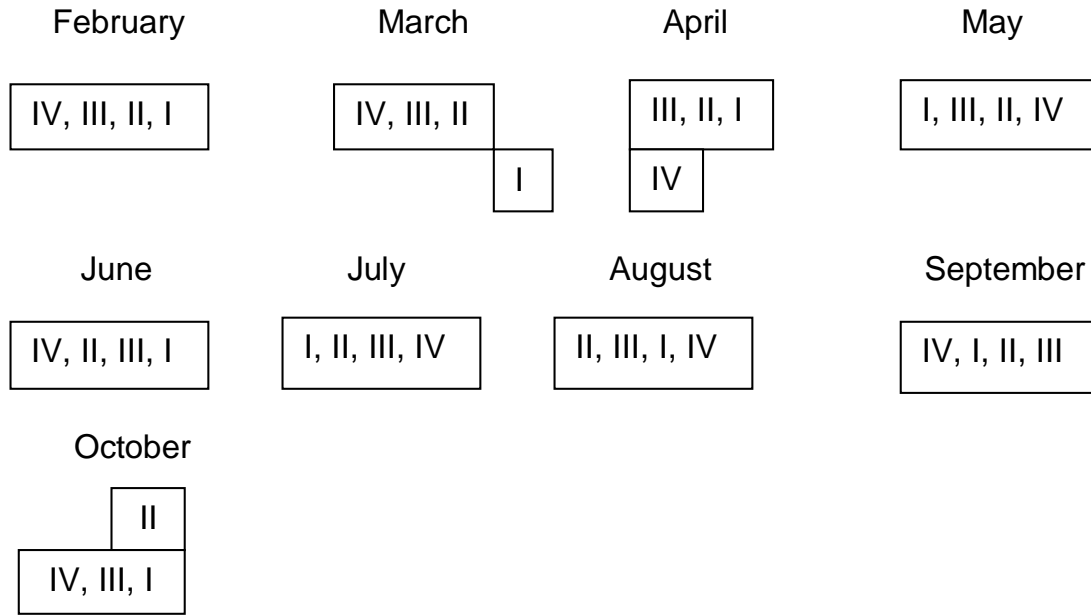 February March April May
IV, III, II, I IV, III, II III, II, I I, III, II, IV
I IV
June July August September
IV, II, III, I I, II, III, IV II, III, I, IV IV, I, II, III
October
II
IV, III, I